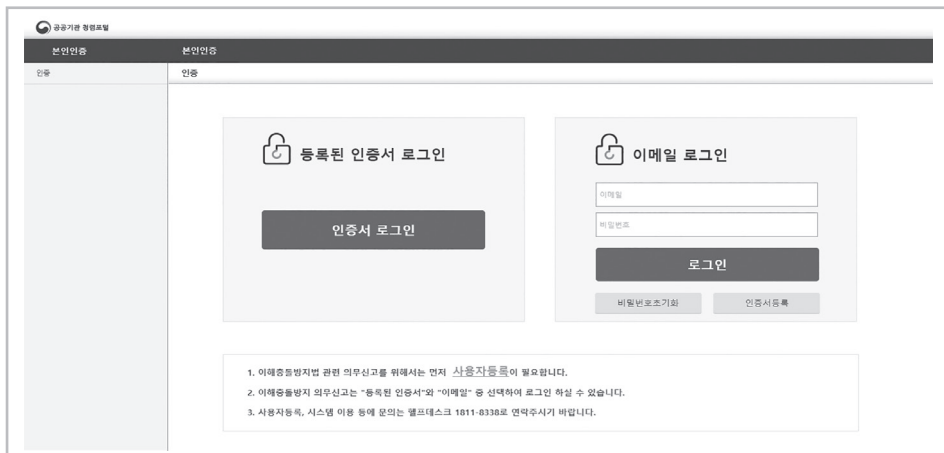 공공기관 청렴포털
본인인증
본인인증
인증
인증
등록된 인증서 로그인
인증서 로그인
이메일 로그인
이메일
비밀번호
로그인
비밀번호초기화
인증서등록
1. 이해충돌방지법 관련 의무신고를 위해서는 먼저 사용자등록이 필요합니다.
2. 이해충돌방지 의무신고는 "등록된 인증서"와 "이메일" 중 선택하여 로그인 하실 수 있습니다.
3. 사용자등록, 시스템 이용 등에 문의는 헬프데스크 1811-8338로 연락주시기 바랍니다.